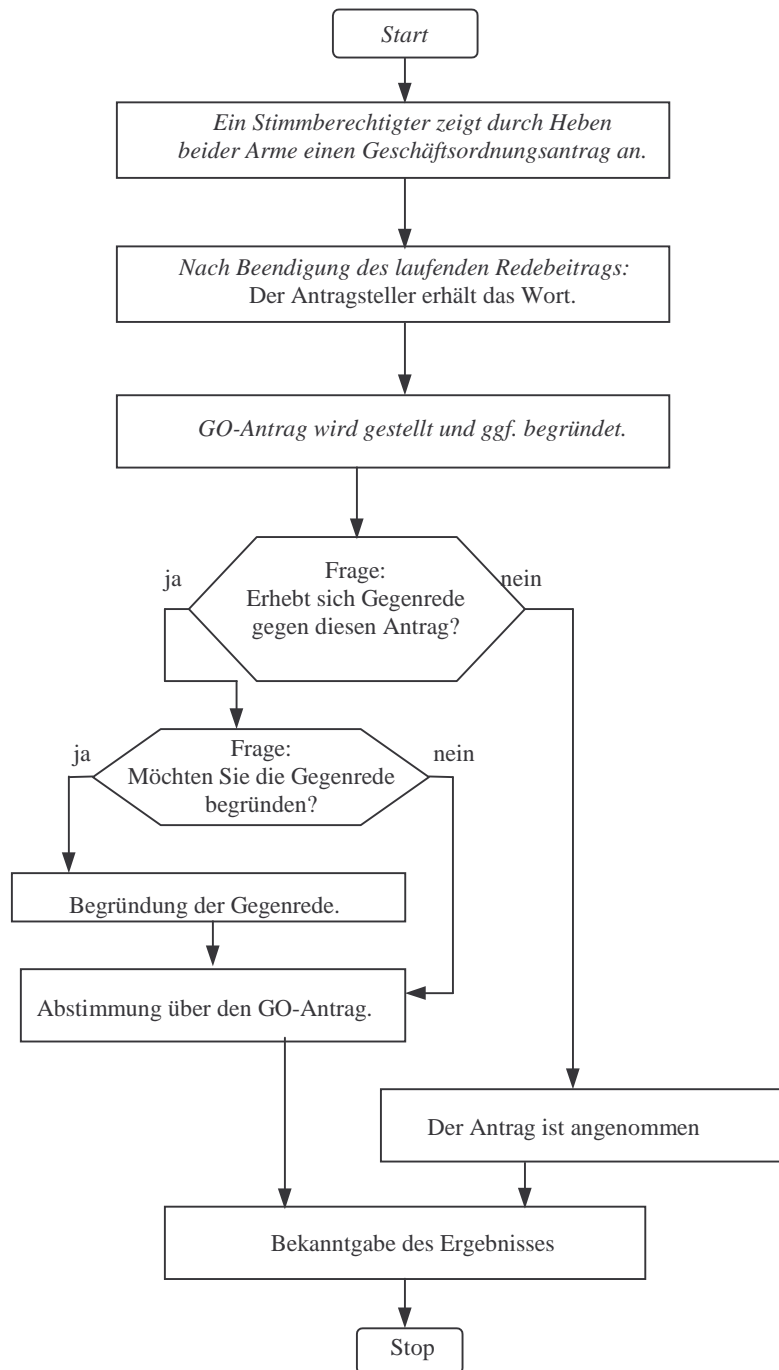 Start
Ein Stimmberechtigter zeigt durch Heben
beider Arme einen Geschäftsordnungsantrag an.
Nach Beendigung des laufenden Redebeitrags:
Der Antragsteller erhält das Wort.
GO-Antrag wird gestellt und ggf. begründet.
ja
Frage:
Erhebt sich Gegenrede
gegen diesen Antrag?
nein
ja
Frage:
Möchten Sie die Gegenrede
begründen?
nein
Begründung der Gegenrede.
Abstimmung über den GO-Antrag.
Der Antrag ist angenommen
Bekanntgabe des Ergebnisses
Stop